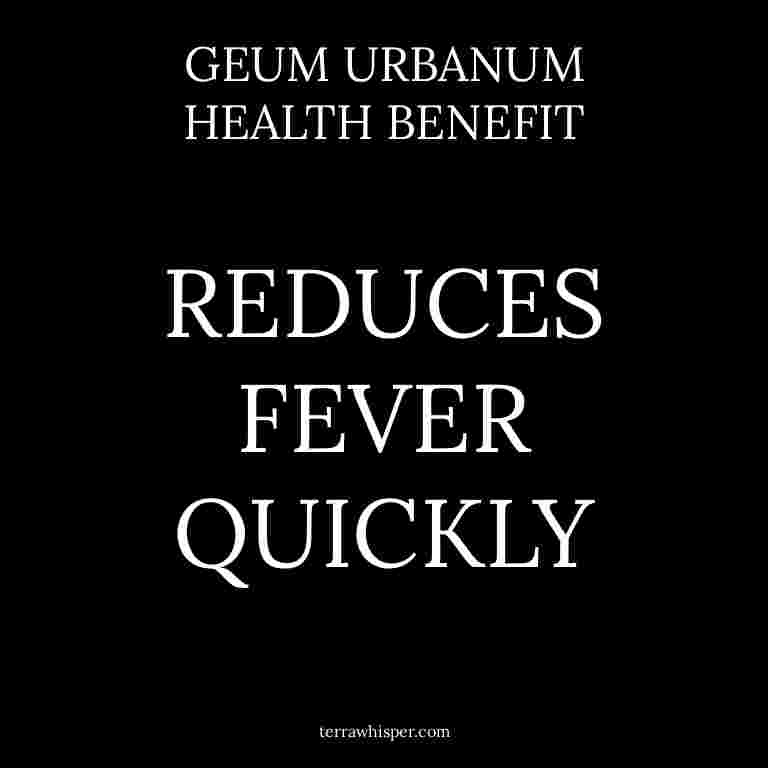 GEUM URBANUM
HEALTH BENEFIT
REDUCES
FEVER
QUICKLY
terrawhisper.com